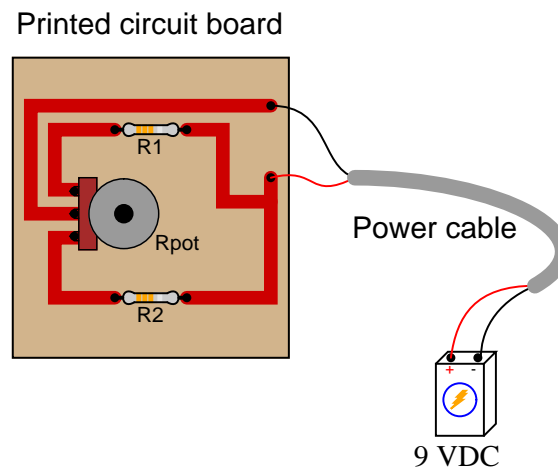 Printed circuit board
R1
Rpot
Power cable
R2
+ -
9 VDC